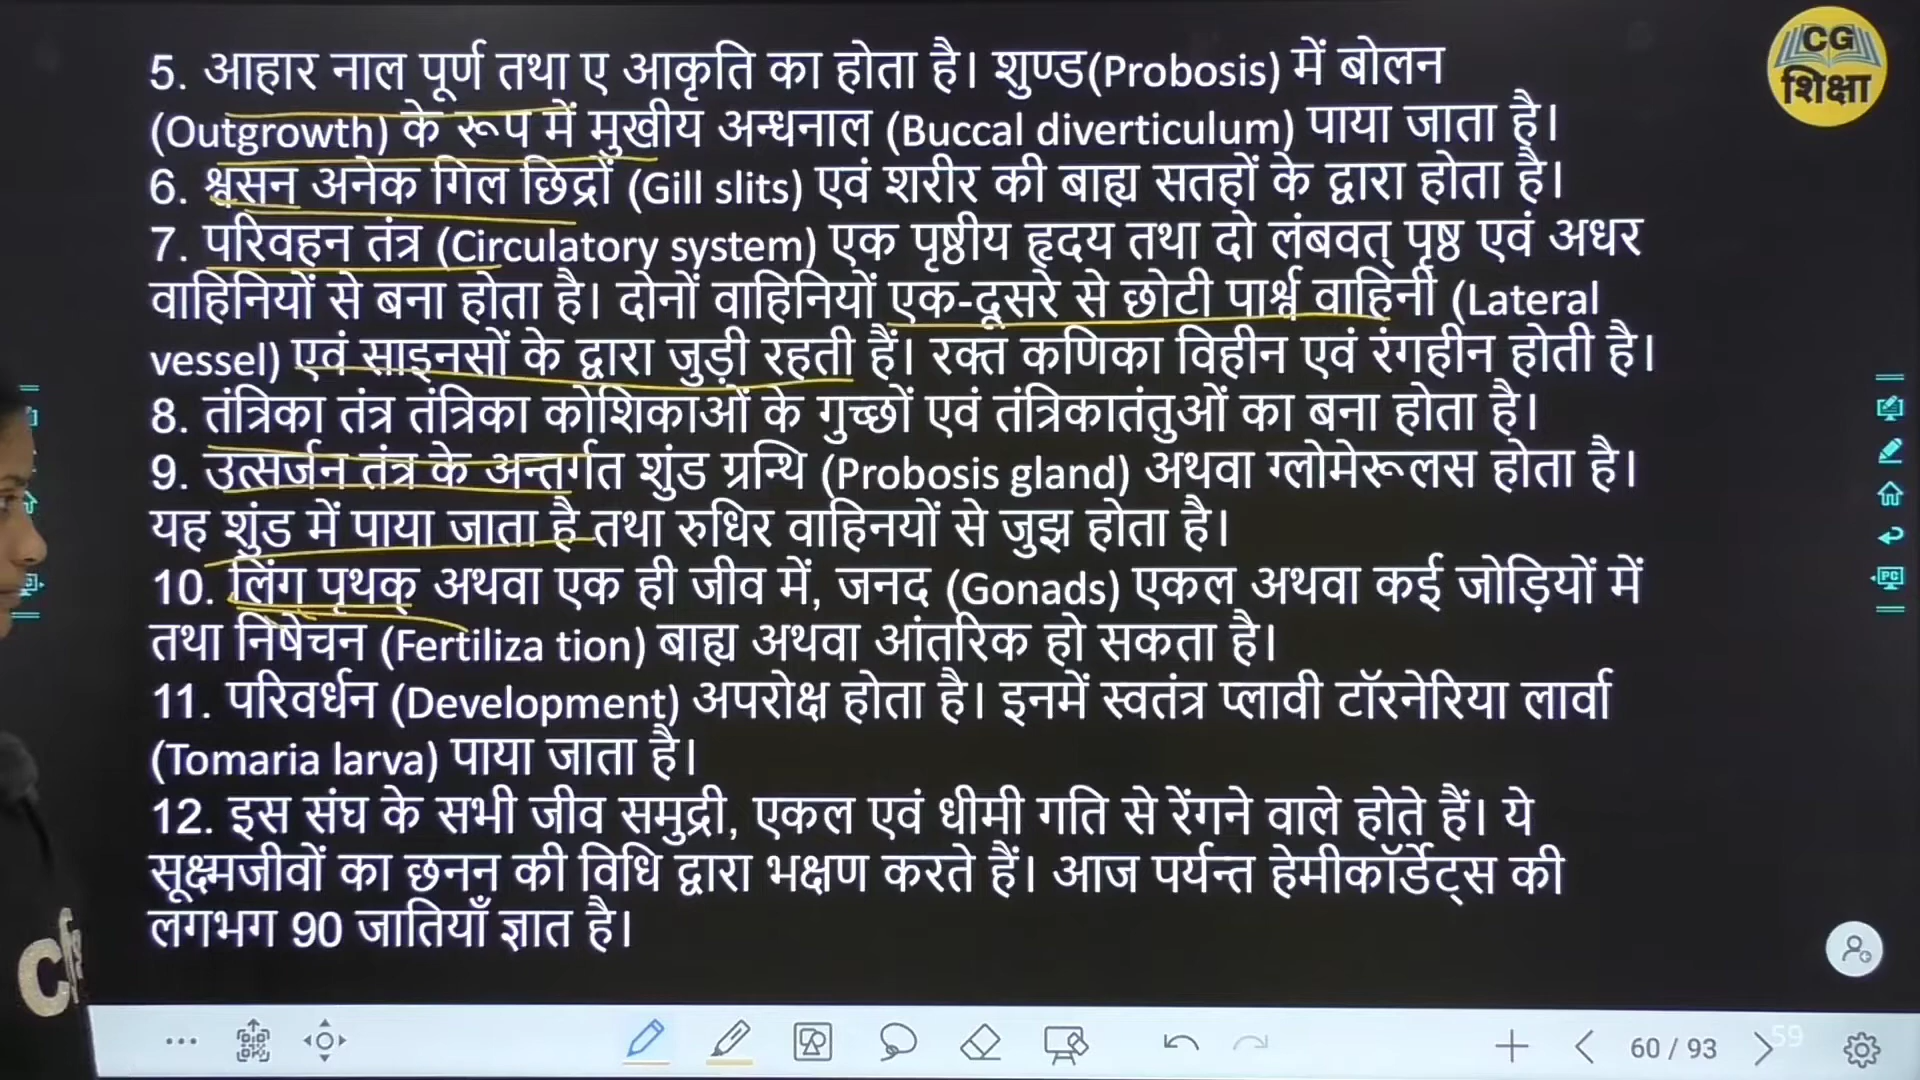 CG
शिक्षा
5. आहार नाल पूर्ण तथा ए आकृति का होता है। शुण्ड(Probosis) में बोलन
(Outgrowth) के रूप में मुखीय अन्धनाल (Buccal diverticulum) पाया जाता है।
6. श्वसन अनेक गिल छिद्रों (Gill slits) एवं शरीर की बाह्य सतहों के द्वारा होता है।
7. परिवहन तंत्र (Circulatory system) एक पृष्ठीय हृदय तथा दो लंबवत् पृष्ठ एवं अधर
वाहिनियों से बना होता है। दोनों वाहिनियों एक-दूसरे से छोटी पार्श्व वाहिनी (Lateral
vessel) एवं साइनसों के द्वारा जुड़ी रहती हैं। रक्त कणिका विहीन एवं रंगहीन होती है।
8. तंत्रिका तंत्र तंत्रिका कोशिकाओं के गुच्छों एवं तंत्रिकातंतुओं का बना होता है।
9. उत्सर्जन तंत्र के अन्तर्गत शुंड ग्रन्थि (Probosis gland) अथवा ग्लोमेरूलस होता है।
यह शुंड में पाया जाता है तथा रुधिर वाहिनयों से जुझ होता है।
10. लिंग पृथक् अथवा एक ही जीव में, जनद (Gonads) एकल अथवा कई जोड़ियों में
तथा निषेचन (Fertiliza tion) बाह्य अथवा आंतरिक हो सकता है।
11. परिवर्धन (Development) अपरोक्ष होता है। इनमें स्वतंत्र प्लावी टॉरनेरिया लार्वा
(Tomaria larva) पाया जाता है।
12. इस संघ के सभी जीव समुद्री, एकल एवं धीमी गति से रेंगने वाले होते हैं। ये
सूक्ष्मजीवों का छनन की विधि द्वारा भक्षण करते हैं। आज पर्यन्त हेमीकॉर्डेट्स की
लगभग 90 जातियाँ ज्ञात है।
60 / 93
59